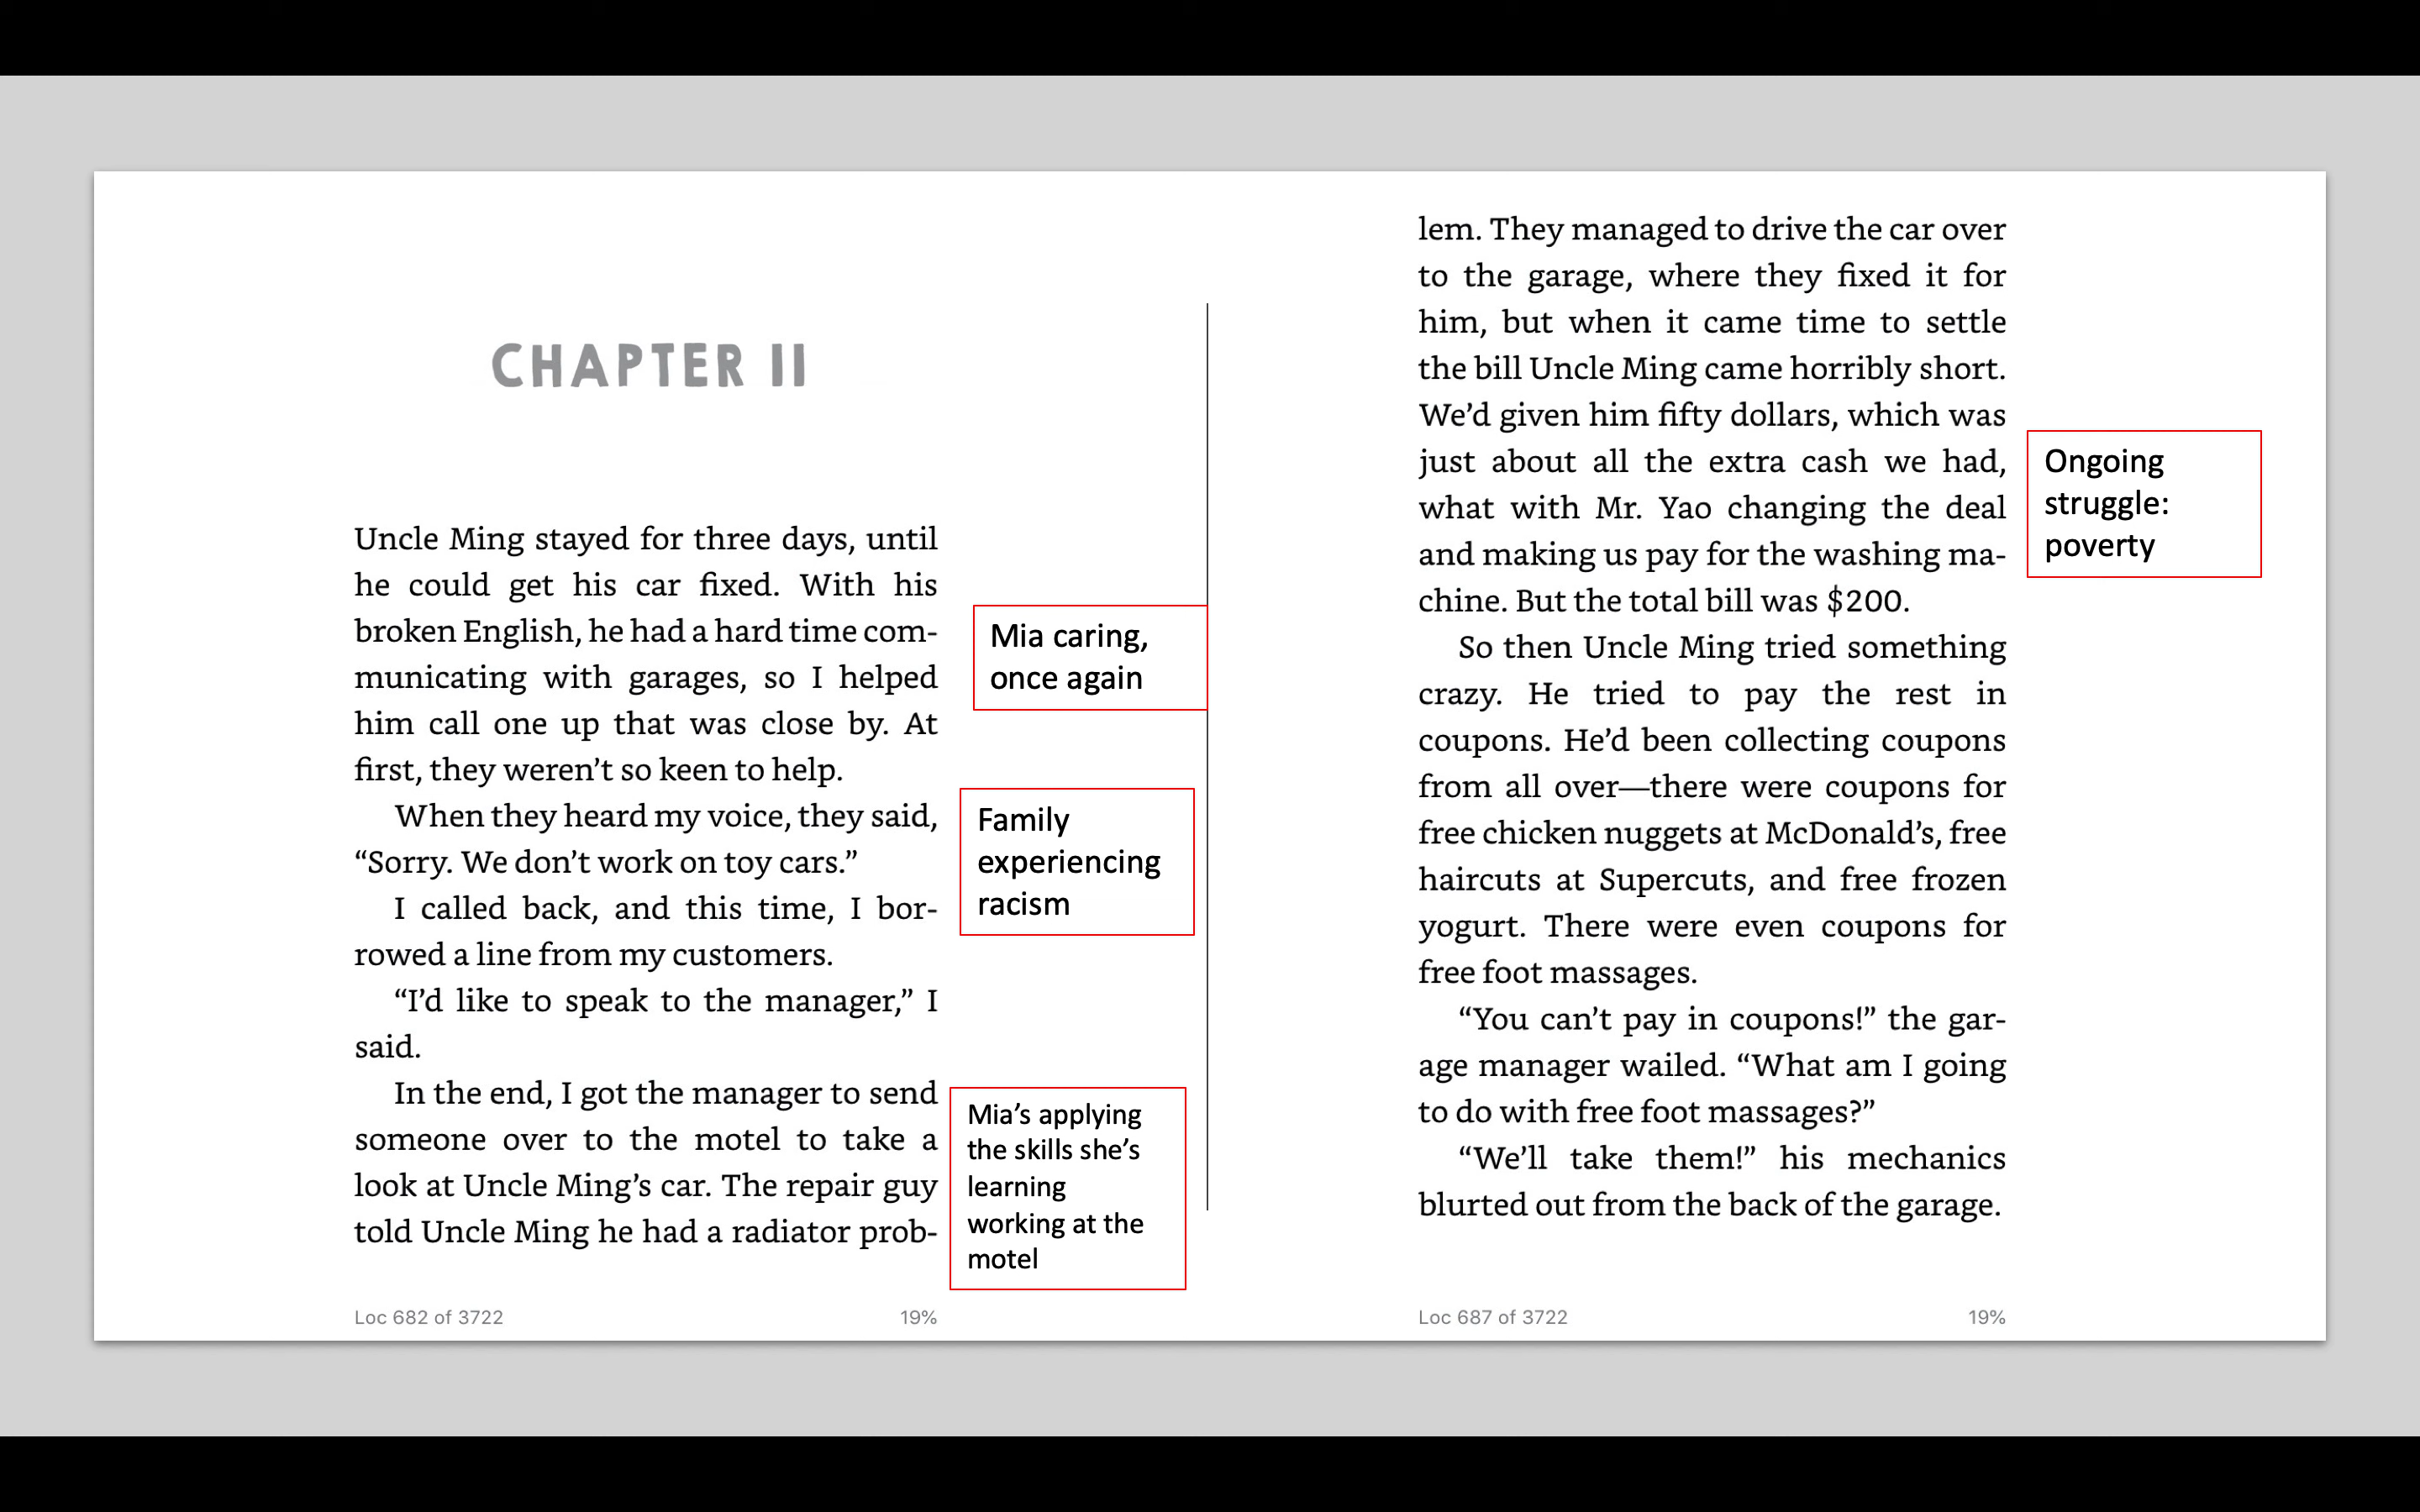 CHAPTER 11
Uncle Ming stayed for three days, until
he could get his car fixed. With his
broken English, he had a hard time com-
municating with garages, so I helped
him call one up that was close by. At
first, they weren’t so keen to help.
When they heard my voice, they said,
“Sorry. We don’t work on toy cars.”
I called back, and this time, I bor-
rowed a line from my customers.
“I’d like to speak to the manager,” I
said.
In the end, I got the manager to send
someone over to the motel to take a
look at Uncle Ming’s car. The repair guy
told Uncle Ming he had a radiator prob-
Loc 682 of 3722
19%
Mia caring,
once again
Family
experiencing
racism
Mia’s applying
the skills she’s
learning
working at the
motel
lem. They managed to drive the car over
to the garage, where they fixed it for
him, but when it came time to settle
the bill Uncle Ming came horribly short.
We’d given him fifty dollars, which was
just about all the extra cash we had,
what with Mr. Yao changing the deal
and making us pay for the washing ma-
chine. But the total bill was $200.
So then Uncle Ming tried something
crazy. He tried to pay the rest in
coupons. He’d been collecting coupons
from all over—there were coupons for
free chicken nuggets at McDonald’s, free
haircuts at Supercuts, and free frozen
yogurt. There were even coupons for
free foot massages.
“You can’t pay in coupons!” the gar-
age manager wailed. “What am I going
to do with free foot massages?”
“We’ll take them!” his mechanics
blurted out from the back of the garage.
Loc 687 of 3722
19%
Ongoing
struggle:
poverty